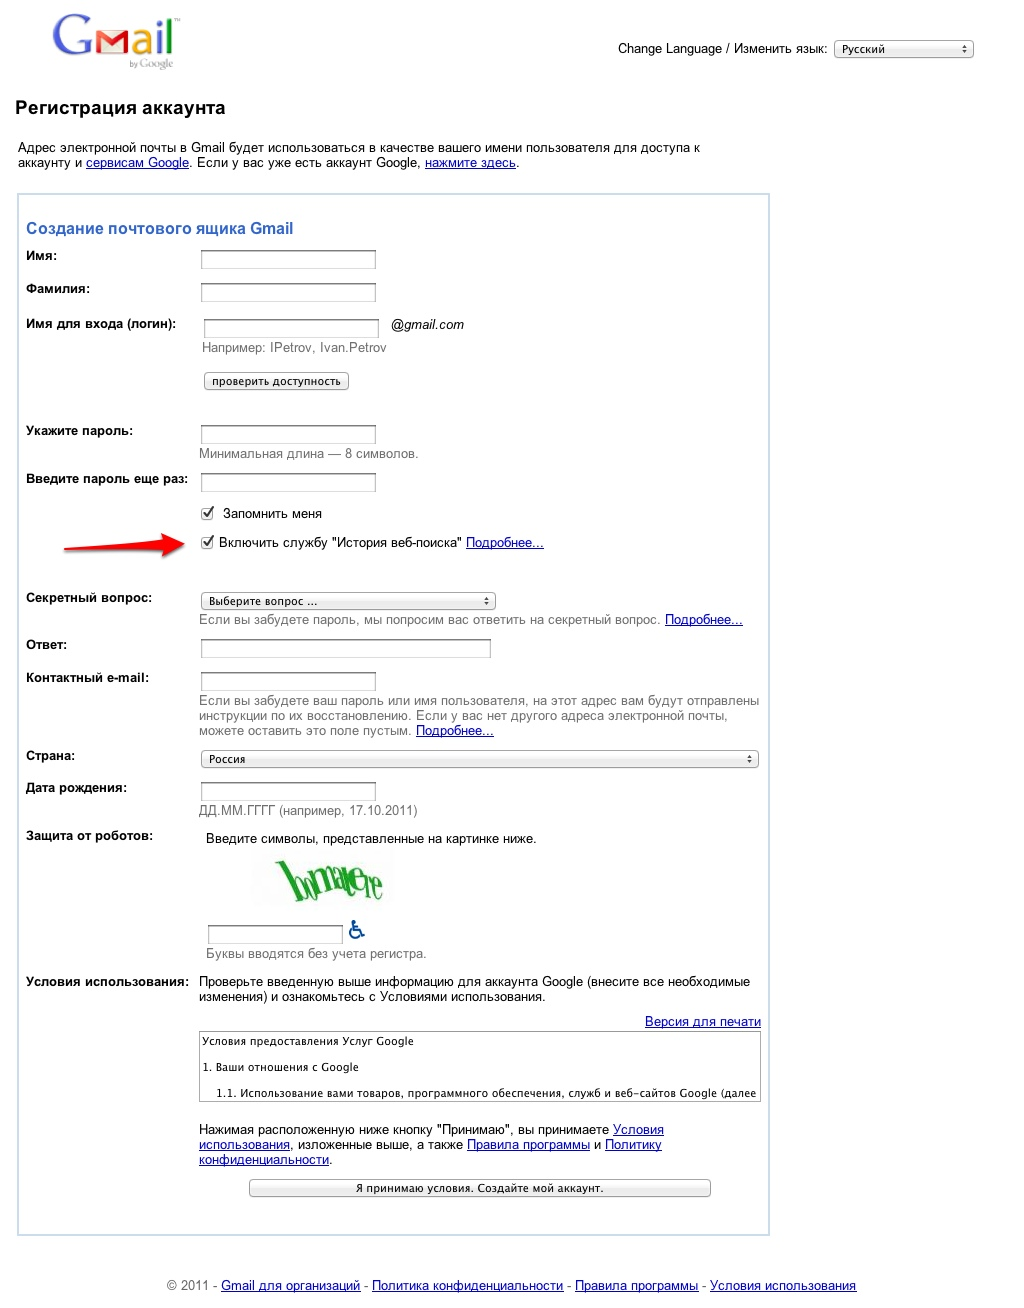 Gmail™
by Google
Change Language / Изменить язык: Русский
Регистрация аккаунта
Адрес электронной почты в Gmail будет использоваться в качестве вашего имени пользователя для доступа к
аккаунту и сервисам Google. Если у вас уже есть аккаунт Google, нажмите здесь.
Создание почтового ящика Gmail
Имя:
Фамилия:
Имя для входа (логин): @gmail.com
Например: IPetrov, Ivan.Petrov
проверить доступность
Укажите пароль:
Минимальная длина — 8 символов.
Введите пароль еще раз:
Запомнить меня
Включить службу "История веб-поиска" Подробнее...
Секретный вопрос: Выберите вопрос ...
Если вы забудете пароль, мы попросим вас ответить на секретный вопрос. Подробнее...
Ответ:
Контактный e-mail:
Если вы забудете ваш пароль или имя пользователя, на этот адрес вам будут отправлены
инструкции по их восстановлению. Если у вас нет другого адреса электронной почты,
можете оставить это поле пустым. Подробнее...
Страна: Россия
Дата рождения:
ДД.ММ.ГГГГ (например, 17.10.2011)
Защита от роботов: Введите символы, представленные на картинке ниже.
Буквы вводятся без учета регистра.
Условия использования: Проверьте введенную выше информацию для аккаунта Google (внесите все необходимые
изменения) и ознакомьтесь с Условиями использования.
Версия для печати
Условия предоставления Услуг Google
1. Ваши отношения с Google
1.1. Использование вами товаров, программного обеспечения, служб и веб-сайтов Google (далее
Нажимая расположенную ниже кнопку "Принимаю", вы принимаете Условия
использования, изложенные выше, а также Правила программы и Политику
конфиденциальности.
Я принимаю условия. Создайте мой аккаунт.
© 2011 - Gmail для организаций - Политика конфиденциальности - Правила программы - Условия использования